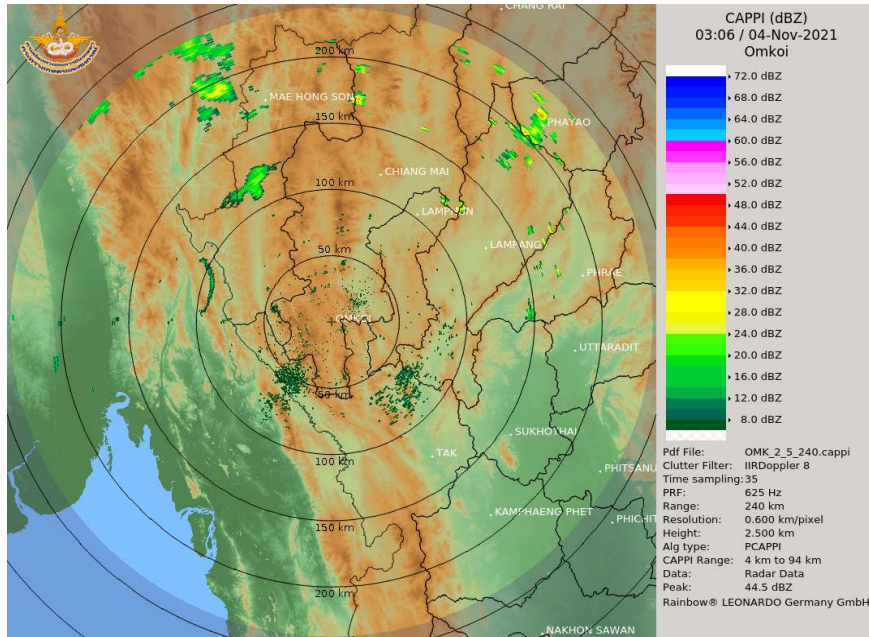 CHANG RAI
CAPPI (dBZ)
03:06 / 04-Nov-2021
Omkoi
200 km
MAE HONG SON
150 km
PHAYAO
CHIANG MAI
100 km
LAMPHUN
50 km
LAMPANG
PHRAE
OMKOI
UTTARADIT
50 km
SUKHOTHAI
100 km
TAK
PHITSANU
KAMPHAENG PHET
PHICHIT
150 km
200 km
NAKHON SAWAN
72.0 dBZ
68.0 dBZ
64.0 dBZ
60.0 dBZ
56.0 dBZ
52.0 dBZ
48.0 dBZ
44.0 dBZ
40.0 dBZ
36.0 dBZ
32.0 dBZ
28.0 dBZ
24.0 dBZ
20.0 dBZ
16.0 dBZ
12.0 dBZ
8.0 dBZ
Pdf File: OMK_2_5_240.cappi
Clutter Filter: IIRDoppler 8
Time sampling:35
PRF: 625 Hz
Range: 240 km
Resolution: 0.600 km/pixel
Height: 2.500 km
Alg type: PCAPPI
CAPPI Range: 4 km to 94 km
Data: Radar Data
Peak: 44.5 dBZ
Rainbow® LEONARDO Germany GmbH